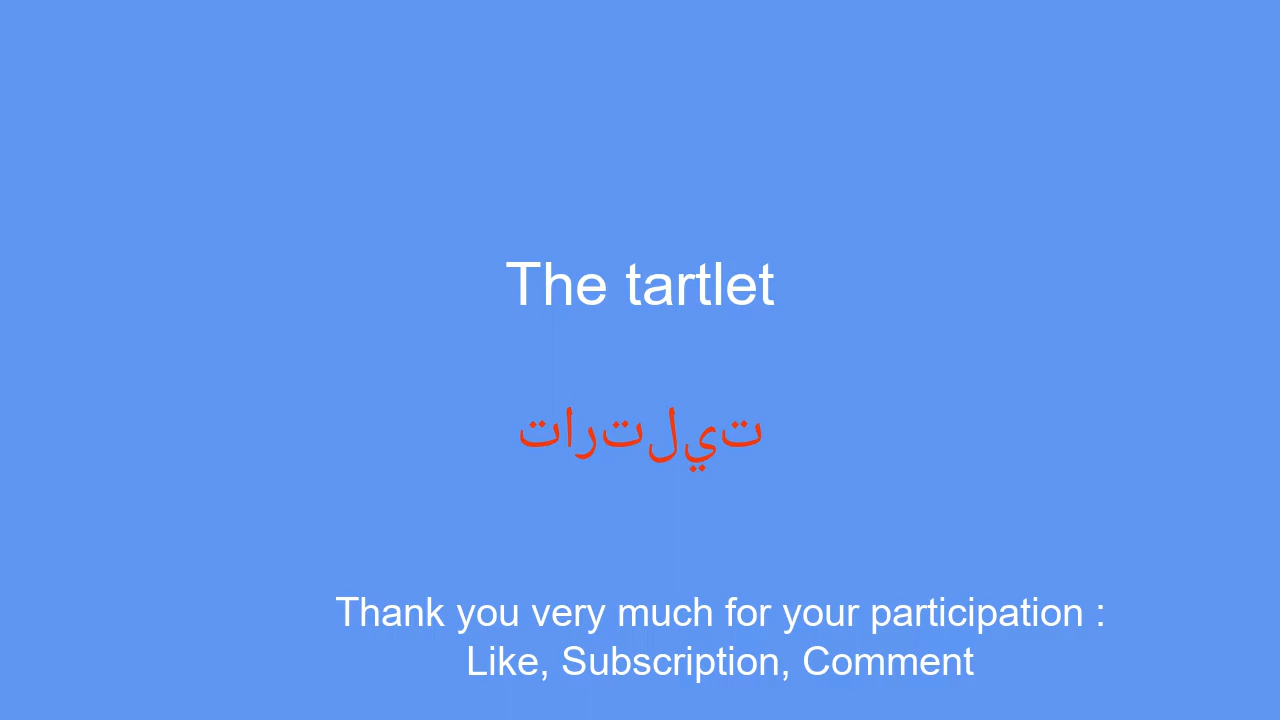 The tartlet
تارتليت
Thank you very much for your participation :
Like, Subscription, Comment